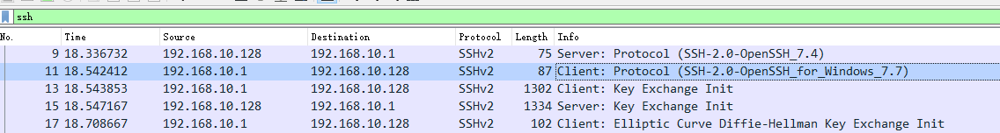 ssh
No. Time Source Destination Protocol Length Info
9 18.336732 192.168.10.128 192.168.10.1 SSHv2 75 Server: Protocol (SSH-2.0-OpenSSH_7.4)
11 18.542412 192.168.10.1 192.168.10.128 SSHv2 87 Client: Protocol (SSH-2.0-OpenSSH_for_Windows_7.7)
13 18.543853 192.168.10.1 192.168.10.128 SSHv2 1302 Client: Key Exchange Init
15 18.547167 192.168.10.128 192.168.10.1 SSHv2 1334 Server: Key Exchange Init
17 18.708667 192.168.10.1 192.168.10.128 SSHv2 102 Client: Elliptic Curve Diffie-Hellman Key Exchange Init